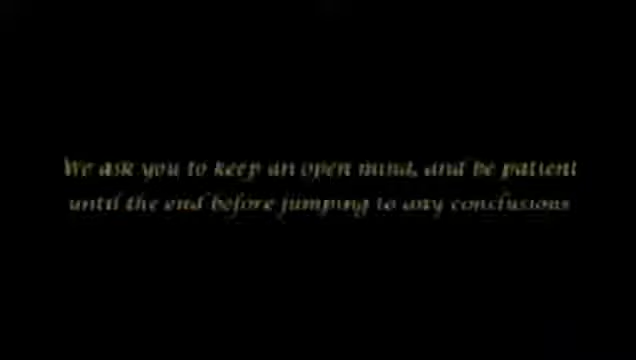 We ask you to keep an open mind, and be patient
until the end before jumping to any conclusions